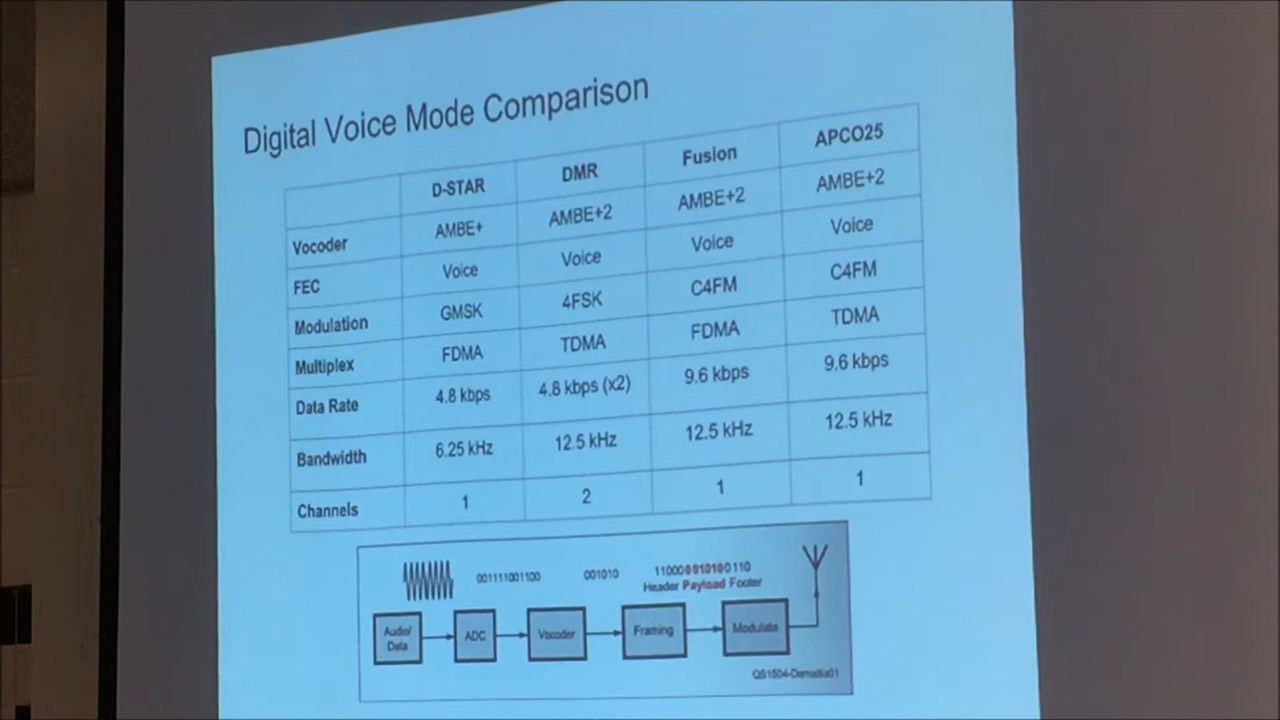 Digital Voice Mode Comparison
D-STAR DMR Fusion APCO25
Vocoder AMBE+ AMBE+2 AMBE+2 AMBE+2
FEC Voice Voice Voice Voice
Modulation GMSK 4FSK C4FM C4FM
Multiplex FDMA TDMA FDMA TDMA
Data Rate 4.8 kbps 4.8 kbps (x2) 9.6 kbps 9.6 kbps
Bandwidth 6.25 kHz 12.5 kHz 12.5 kHz 12.5 kHz
Channels 1 2 1 1
001111001100 001010 110000010100110
Header Payload Footer
Audio/
Data
ADC
Vocoder
Framing
Modulate